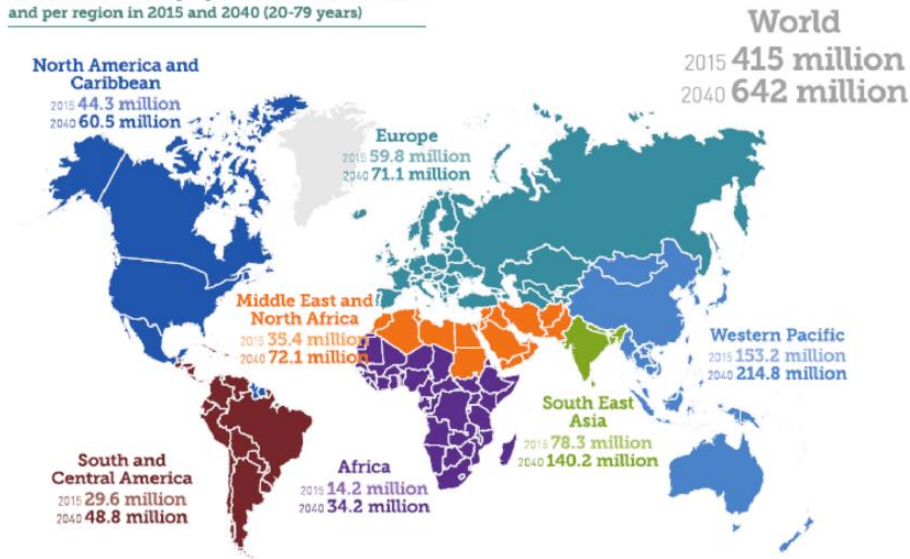 and per region in 2015 and 2040 (20-79 years)
World
2015 415 million
2040 642 million
North America and
Caribbean
2015 44.3 million
2040 60.5 million
Europe
2015 59.8 million
2040 71.1 million
Middle East and
North Africa
2015 35.4 million
2040 72.1 million
Western Pacific
2015 153.2 million
2040 214.8 million
South East
Asia
2015 78.3 million
2040 140.2 million
South and
Central America
2015 29.6 million
2040 48.8 million
Africa
2015 14.2 million
2040 34.2 million